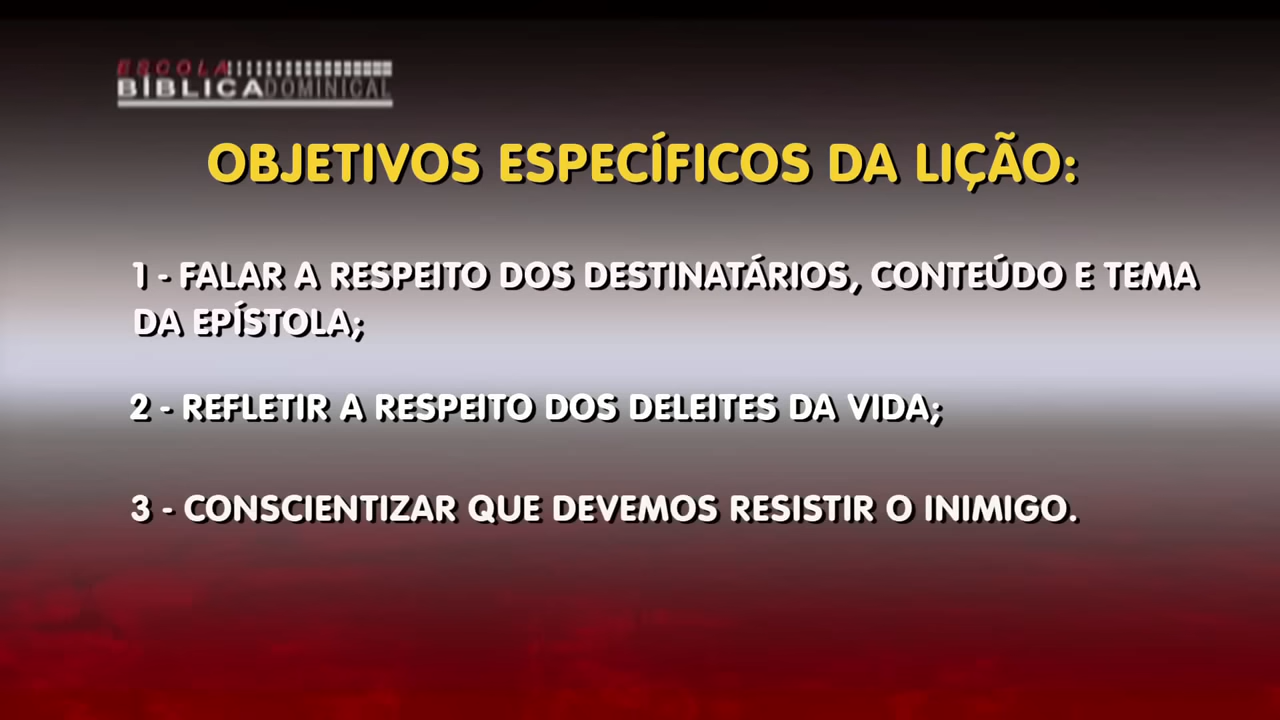 ESCOLA
BÍBLICA DOMINICAL
OBJETIVOS ESPECÍFICOS DA LIÇÃO:
1 - FALAR A RESPEITO DOS DESTINATÁRIOS, CONTEÚDO E TEMA
DA EPÍSTOLA;
2 - REFLETIR A RESPEITO DOS DELEITES DA VIDA;
3 - CONSCIENTIZAR QUE DEVEMOS RESISTIR O INIMIGO.